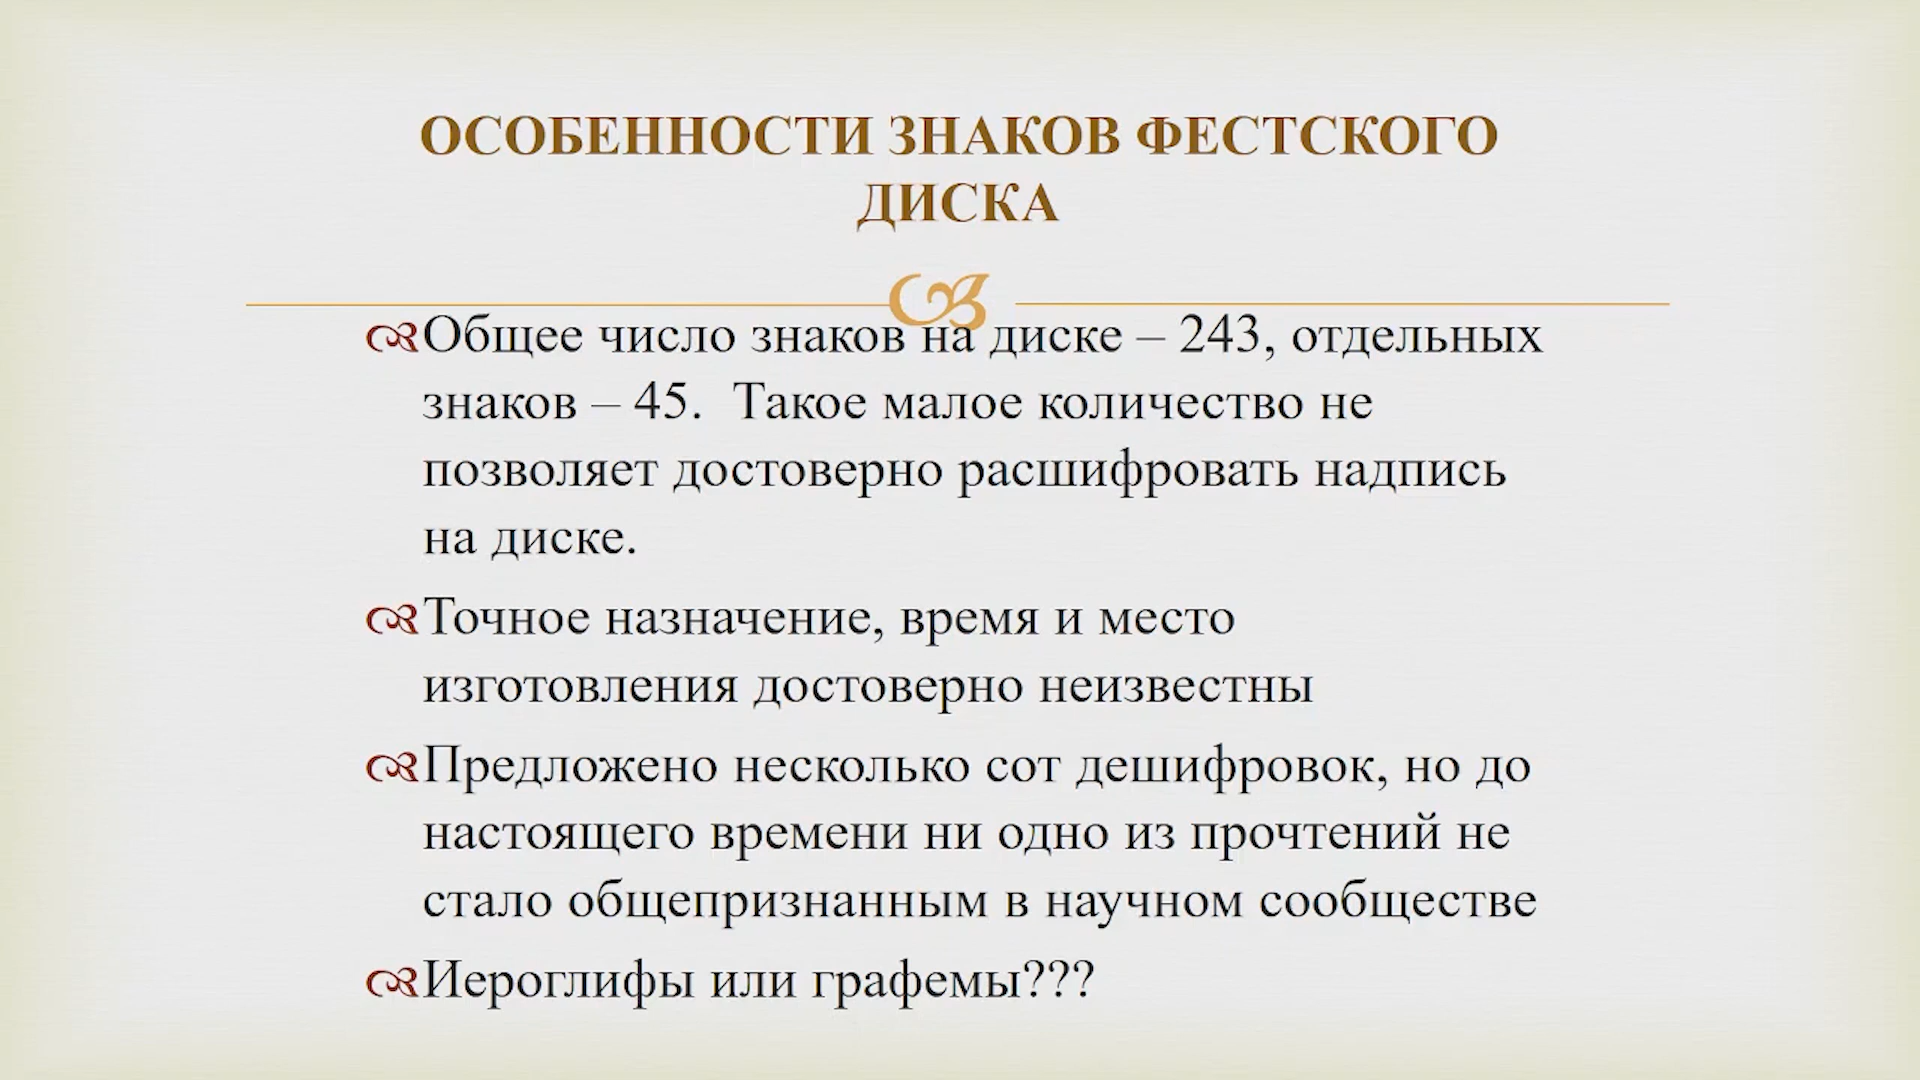 ОСОБЕННОСТИ ЗНАКОВ ФЕСТСКОГО
ДИСКА
Общее число знаков на диске – 243, отдельных
знаков – 45. Такое малое количество не
позволяет достоверно расшифровать надпись
на диске.
Точное назначение, время и место
изготовления достоверно неизвестны
Предложено несколько сот дешифровок, но до
настоящего времени ни одно из прочтений не
стало общепризнанным в научном сообществе
Иероглифы или графемы???